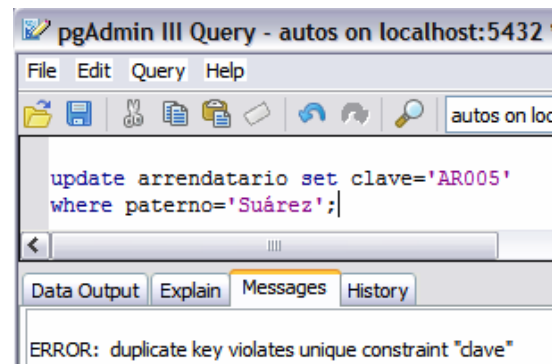 pgAdmin III Query - autos on localhost:5432
File Edit Query Help
autos on loc
update arrendatario set clave='AR005'
where paterno='Suárez';
Data Output Explain Messages History
ERROR: duplicate key violates unique constraint "clave"